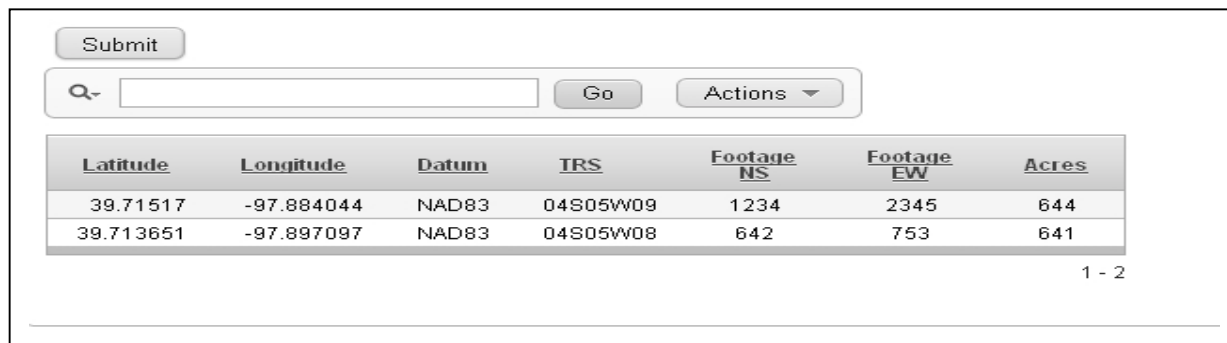 Submit
Go Actions
Latitude Longitude Datum TRS Footage NS Footage EW Acres
39.71517 -97.884044 NAD83 04S05W09 1234 2345 644
39.713651 -97.897097 NAD83 04S05W08 642 753 641
1 - 2